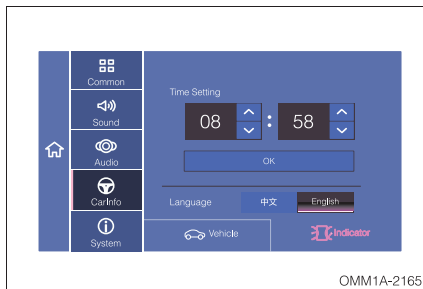 Common
Sound
Audio
CarInfo
System
Time Setting
08 : 58
OK
Language 中文 English
Vehicle
Indicator
OMM1A-2165